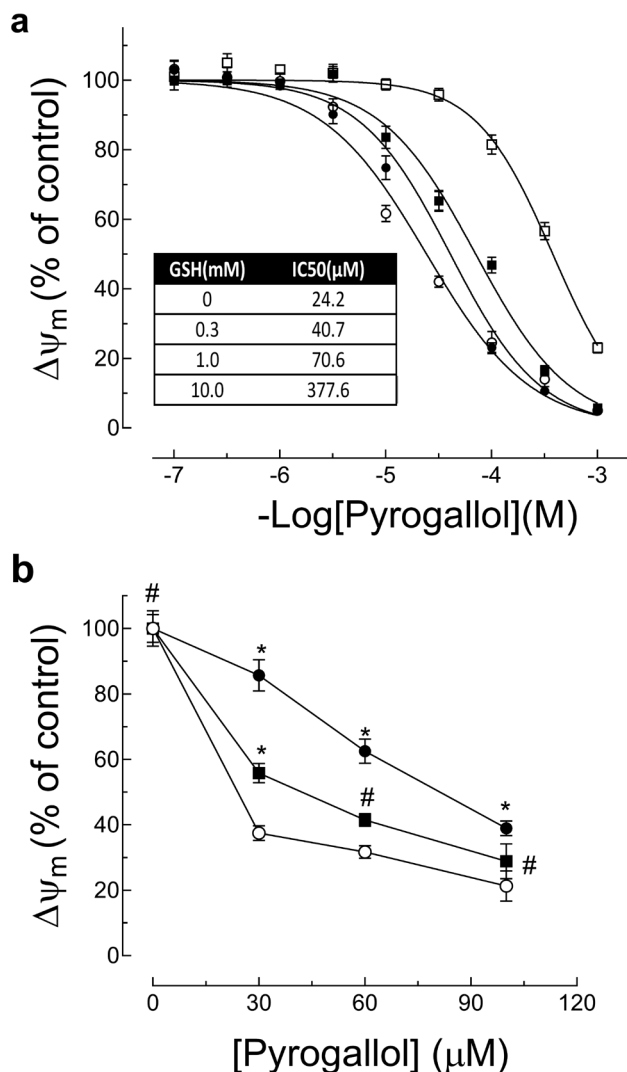 a
Δψm (% of control)
100
80
60
40
20
0
GSH(mM) IC50(μM)
0 24.2
0.3 40.7
1.0 70.6
10.0 377.6
-7 -6 -5 -4 -3
-Log[Pyrogallol](M)
b
Δψm (% of control)
100
80
60
40
20
0
#
*
*
*
#
*
#
0 30 60 90 120
[Pyrogallol] (μM)